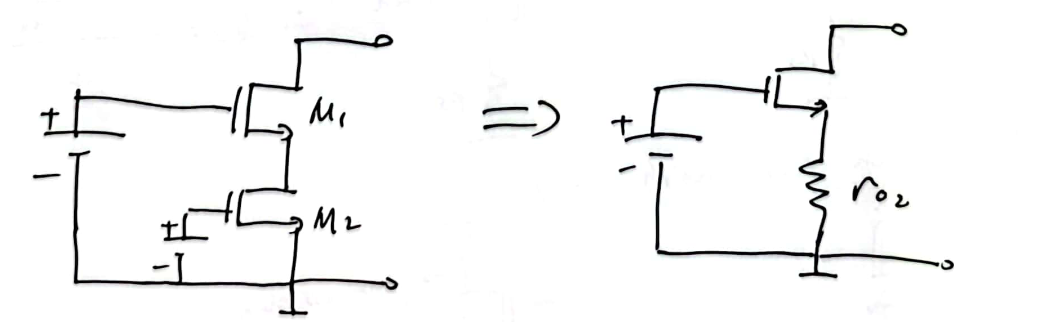 +
-
M1
+
-
M2
=>
+
-
ro2